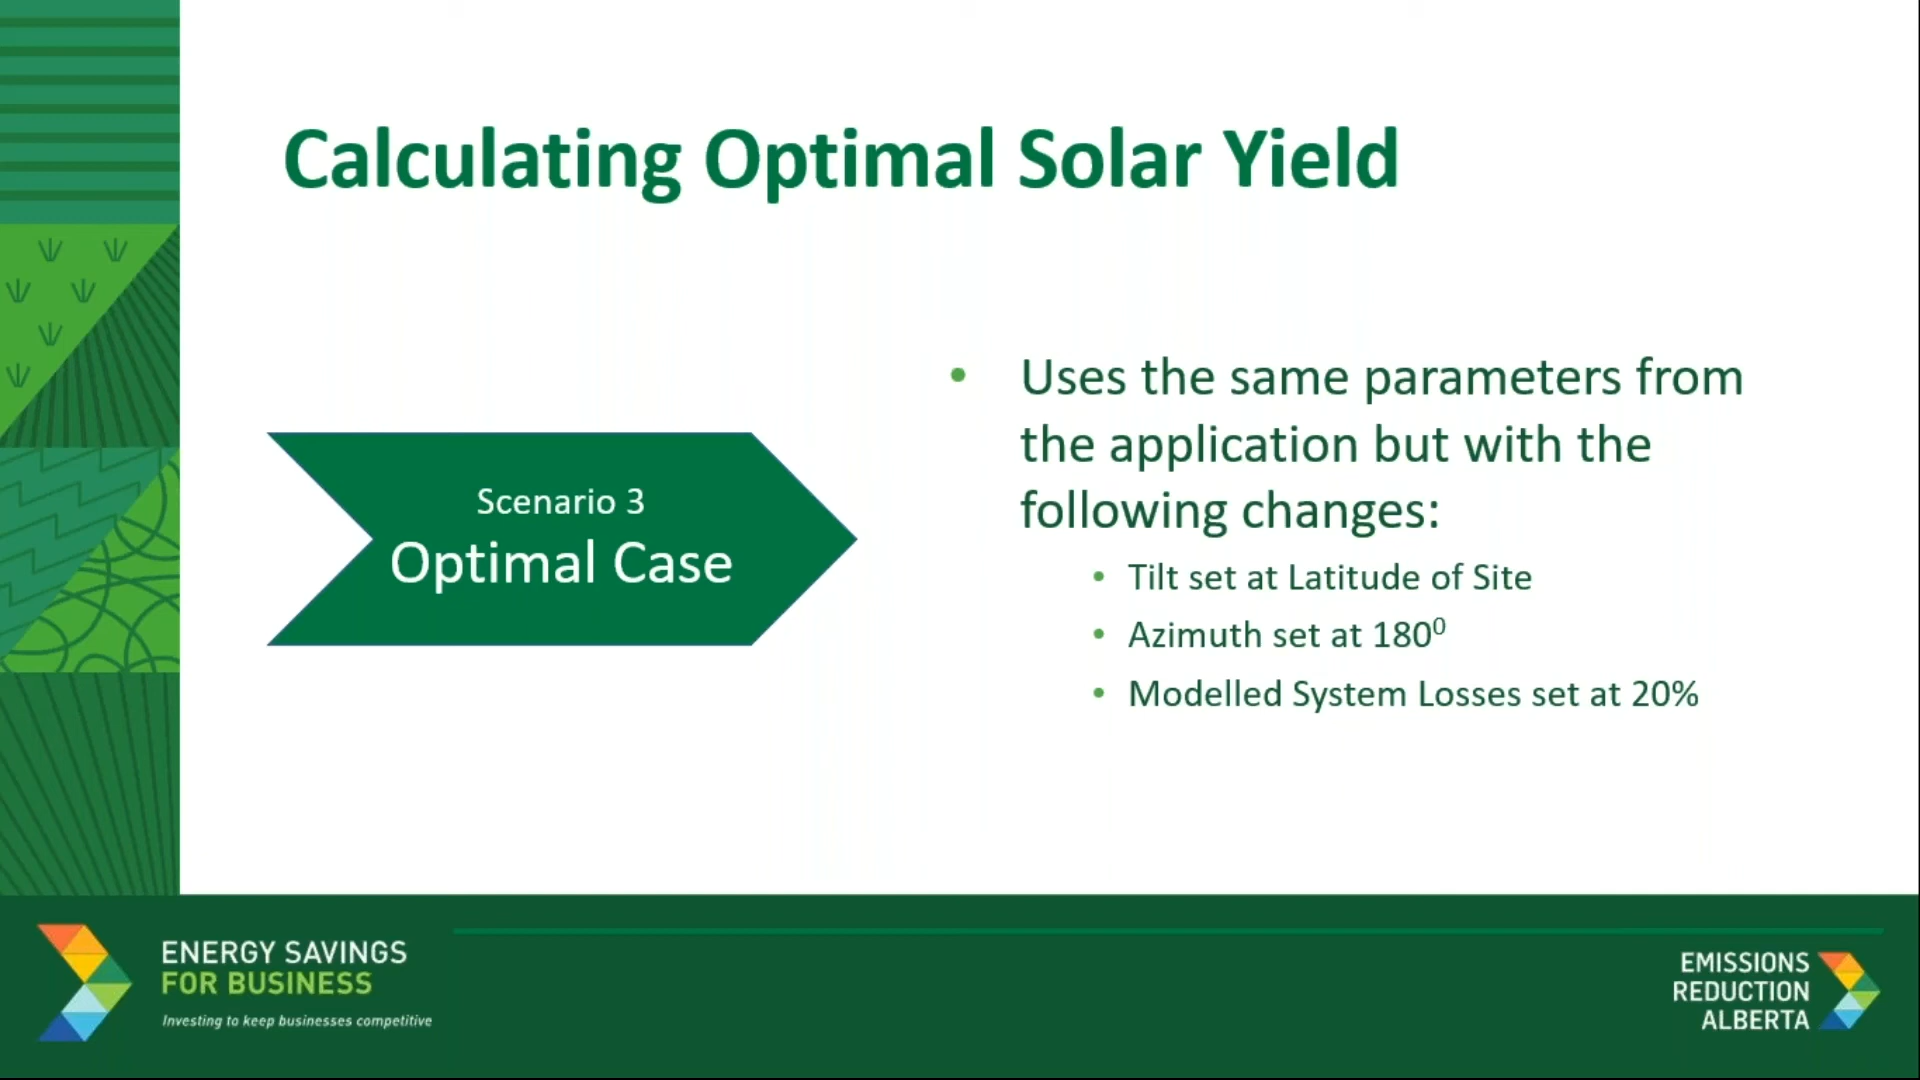 Calculating Optimal Solar Yield
Scenario 3
Optimal Case
• Uses the same parameters from
the application but with the
following changes:
• Tilt set at Latitude of Site
• Azimuth set at 180⁰
• Modelled System Losses set at 20%
ENERGY SAVINGS
FOR BUSINESS
Investing to keep businesses competitive
EMISSIONS
REDUCTION
ALBERTA